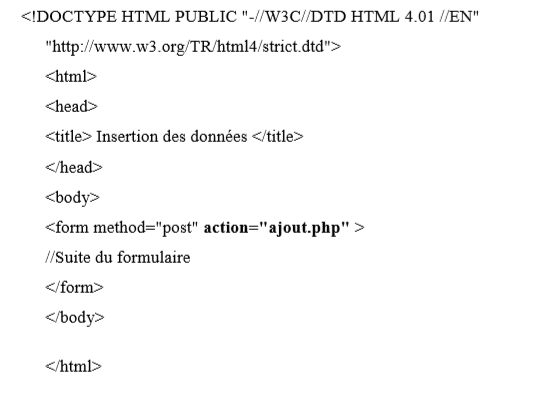 <!DOCTYPE HTML PUBLIC "-//W3C//DTD HTML 4.01 //EN"
"http://www.w3.org/TR/html4/strict.dtd">
<html>
<head>
<title> Insertion des données </title>
</head>
<body>
<form method="post" action="ajout.php" >
//Suite du formulaire
</form>
</body>
</html>